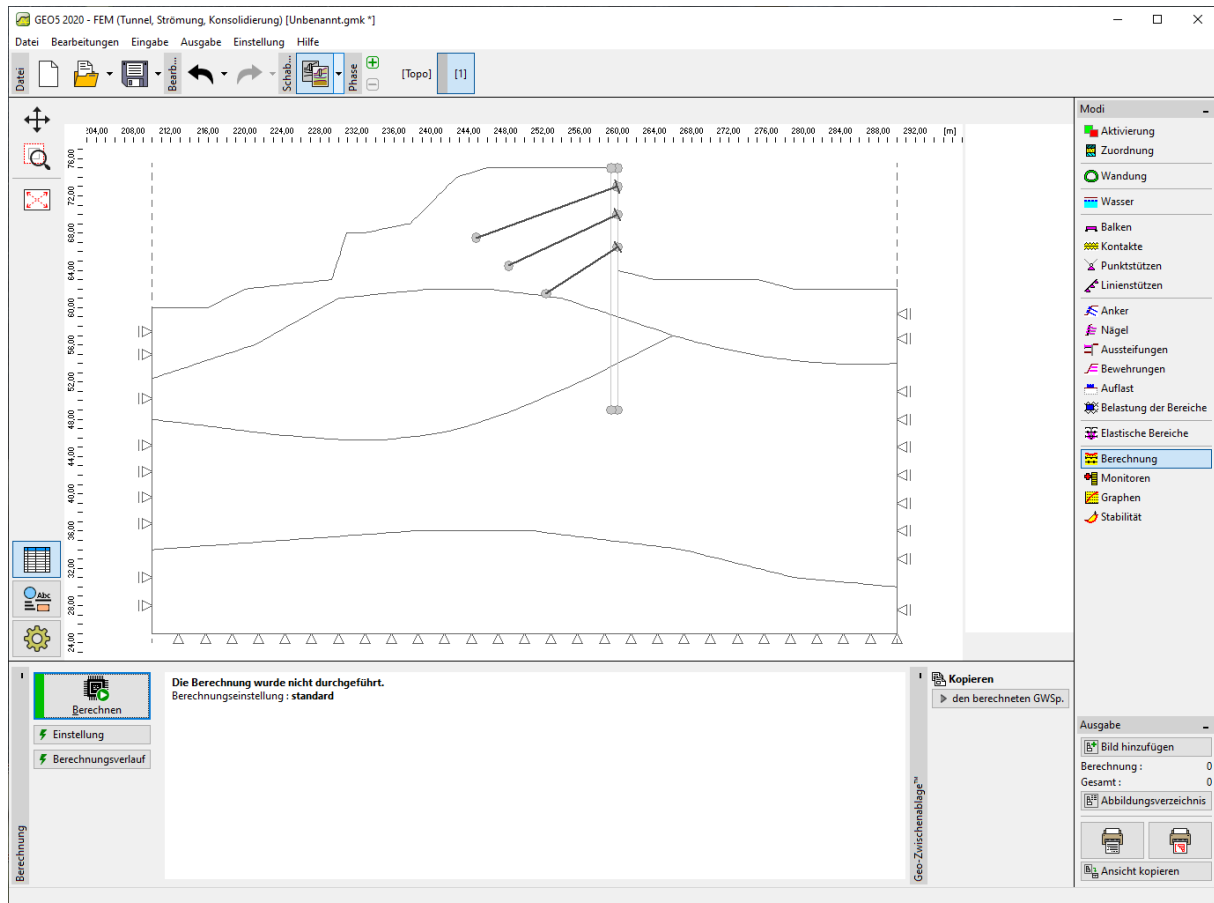 GEO5 2020 - FEM (Tunnel, Strömung, Konsolidierung) [Unbenannt.gmk *]
Datei Bearbeitungen Eingabe Ausgabe Einstellung Hilfe
Datei
Bearb...
Schab...
Phase
[Topo] [1]
204,00 208,00 212,00 216,00 220,00 224,00 228,00 232,00 236,00 240,00 244,00 248,00 252,00 256,00 260,00 264,00 268,00 272,00 276,00 280,00 284,00 288,00 292,00 [m]
76,00
72,00
68,00
64,00
60,00
56,00
52,00
48,00
44,00
40,00
36,00
32,00
28,00
24,00
Abc
Modi
Aktivierung
Zuordnung
Wandung
Wasser
Balken
Kontakte
Punktstützen
Linienstützen
Anker
Nägel
Aussteifungen
Bewehrungen
Auflast
Belastung der Bereiche
Elastische Bereiche
Berechnung
Monitoren
Graphen
Stabilität
Berechnung
Berechnen
Einstellung
Berechnungsverlauf
Die Berechnung wurde nicht durchgeführt.
Berechnungseinstellung : standard
Geo-Zwischenablage™
Kopieren
den berechneten GWSp.
Ausgabe
Bild hinzufügen
Berechnung : 0
Gesamt : 0
Abbildungsverzeichnis
Ansicht kopieren